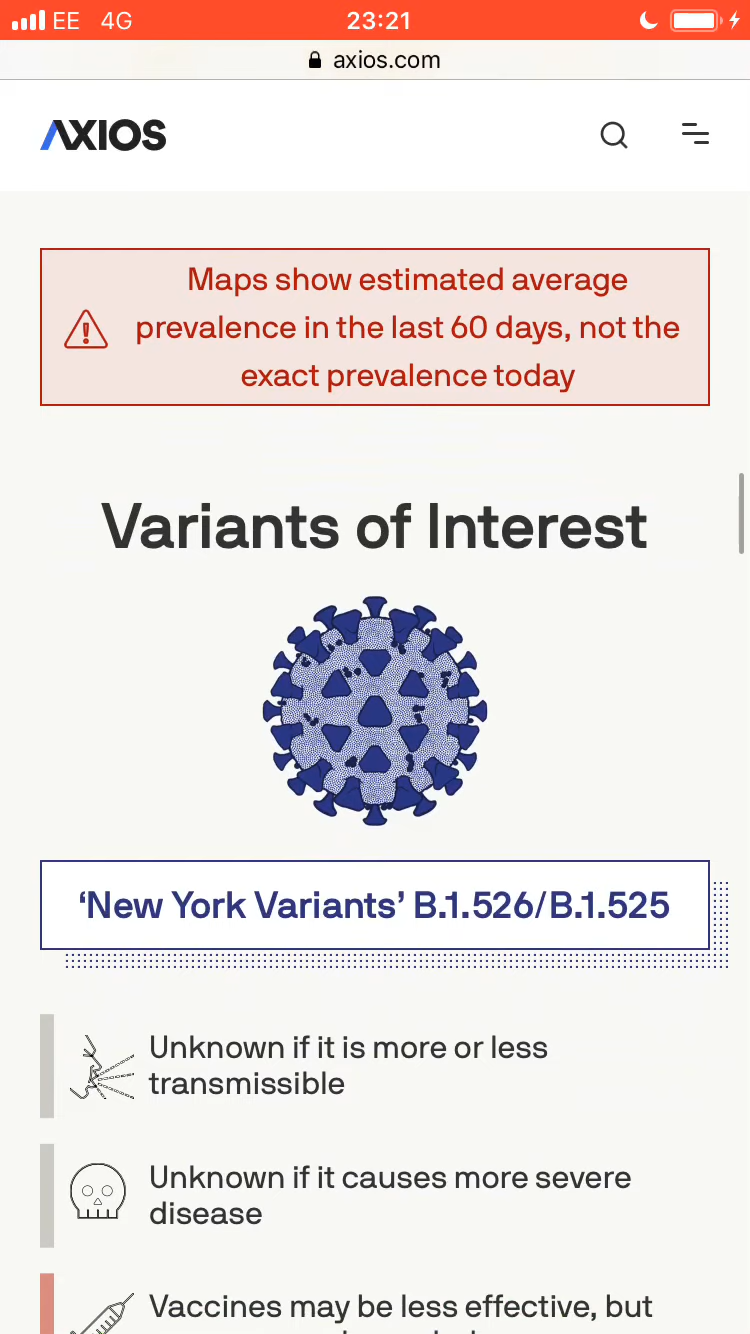 EE 4G 23:21
axios.com
AXIOS
Maps show estimated average
prevalence in the last 60 days, not the
exact prevalence today
Variants of Interest
‘New York Variants’ B.1.526/B.1.525
Unknown if it is more or less
transmissible
Unknown if it causes more severe
disease
Vaccines may be less effective, but